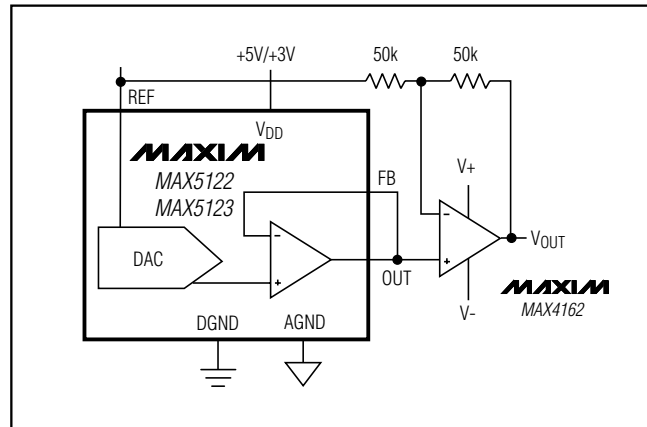 50k
50k
+5V/+3V
REF
VDD
MAXIM
MAX5122
MAX5123
FB
V+
-
-
DAC
VOUT
+
+
OUT
MAXIM
MAX4162
V-
DGND
AGND